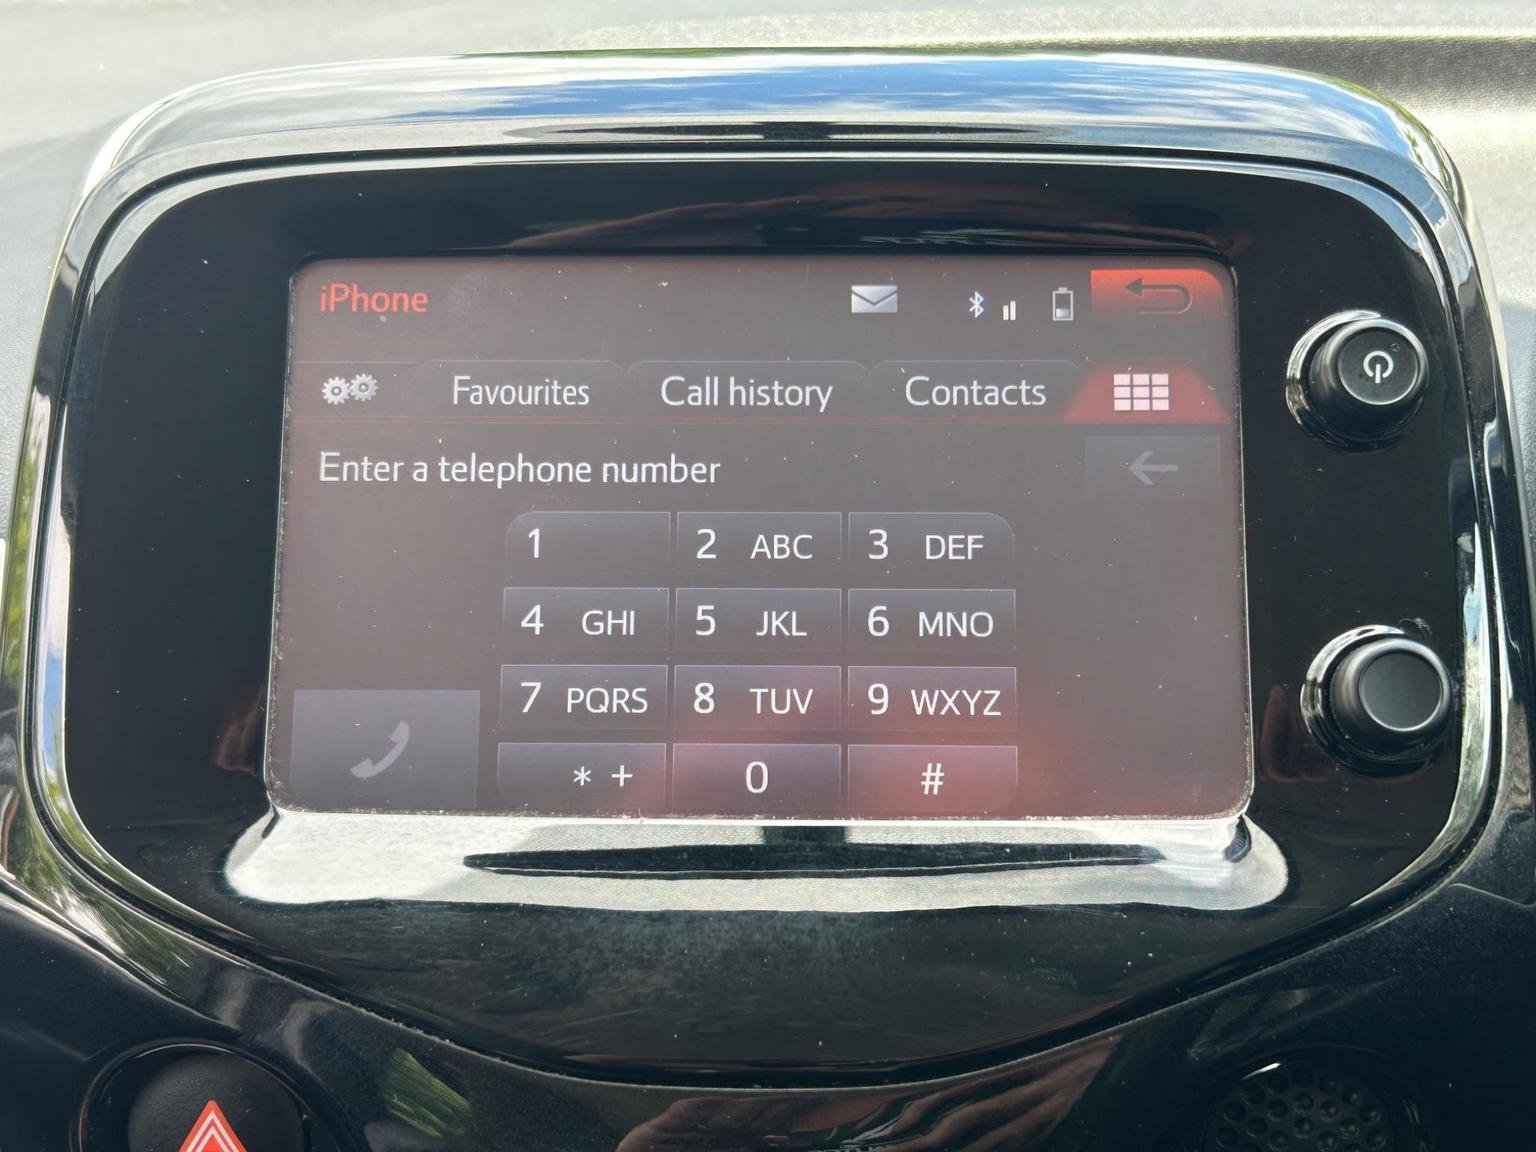 iPhone
Favourites Call history Contacts
Enter a telephone number
1 2 ABC 3 DEF
4 GHI 5 JKL 6 MNO
7 PQRS 8 TUV 9 WXYZ
* + 0 #